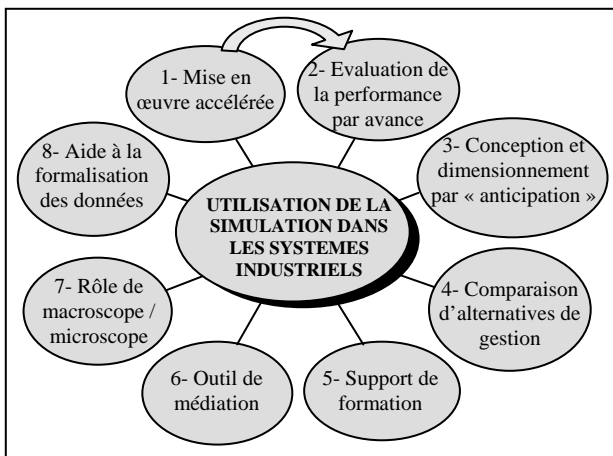 1- Mise en
œuvre accélérée
2- Evaluation de
la performance
par avance
3- Conception et
dimensionnement
par « anticipation »
4- Comparaison
d’alternatives de
gestion
5- Support de
formation
6- Outil de
médiation
7- Rôle de
macroscope /
microscope
8- Aide à la
formalisation
des données
UTILISATION DE LA
SIMULATION DANS
LES SYSTEMES
INDUSTRIELS